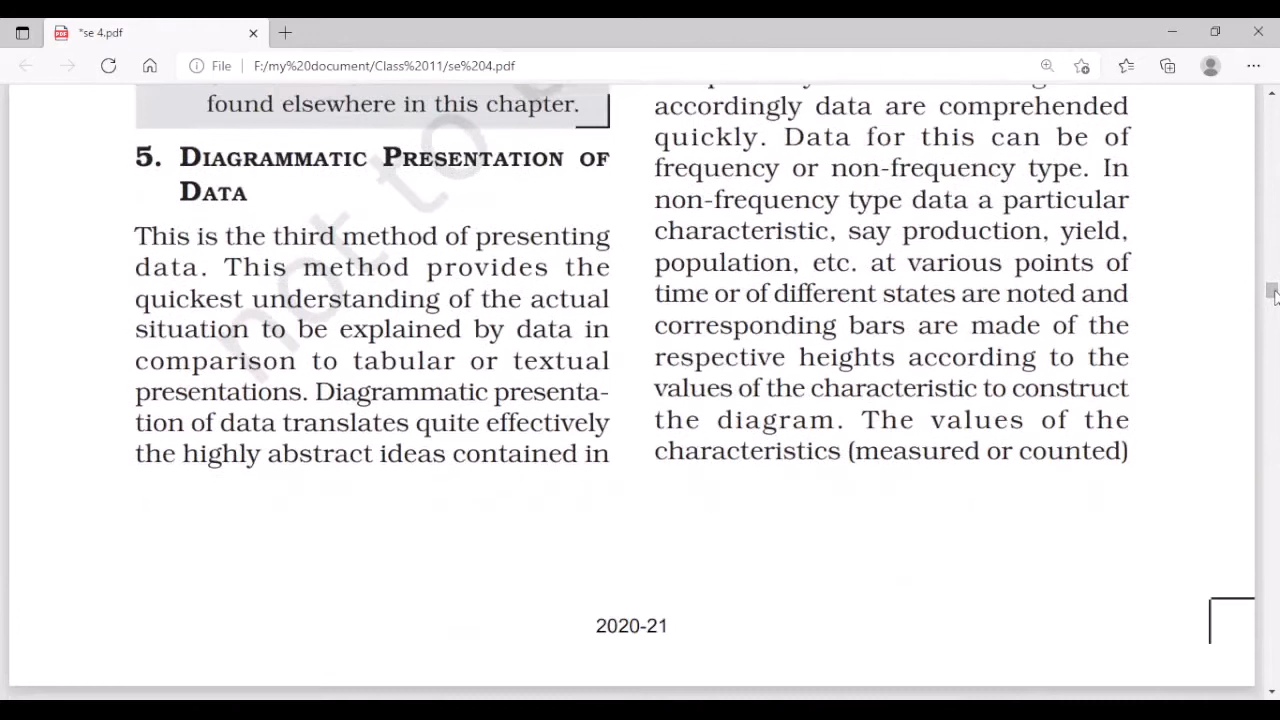 *se 4.pdf
File
F:/my%20document/Class%2011/se%204.pdf
found elsewhere in this chapter.
5. DIAGRAMMATIC PRESENTATION OF
DATA
This is the third method of presenting
data. This method provides the
quickest understanding of the actual
situation to be explained by data in
comparison to tabular or textual
presentations. Diagrammatic presenta-
tion of data translates quite effectively
the highly abstract ideas contained in
accordingly data are comprehended
quickly. Data for this can be of
frequency or non-frequency type. In
non-frequency type data a particular
characteristic, say production, yield,
population, etc. at various points of
time or of different states are noted and
corresponding bars are made of the
respective heights according to the
values of the characteristic to construct
the diagram. The values of the
characteristics (measured or counted)
not to
2020-21